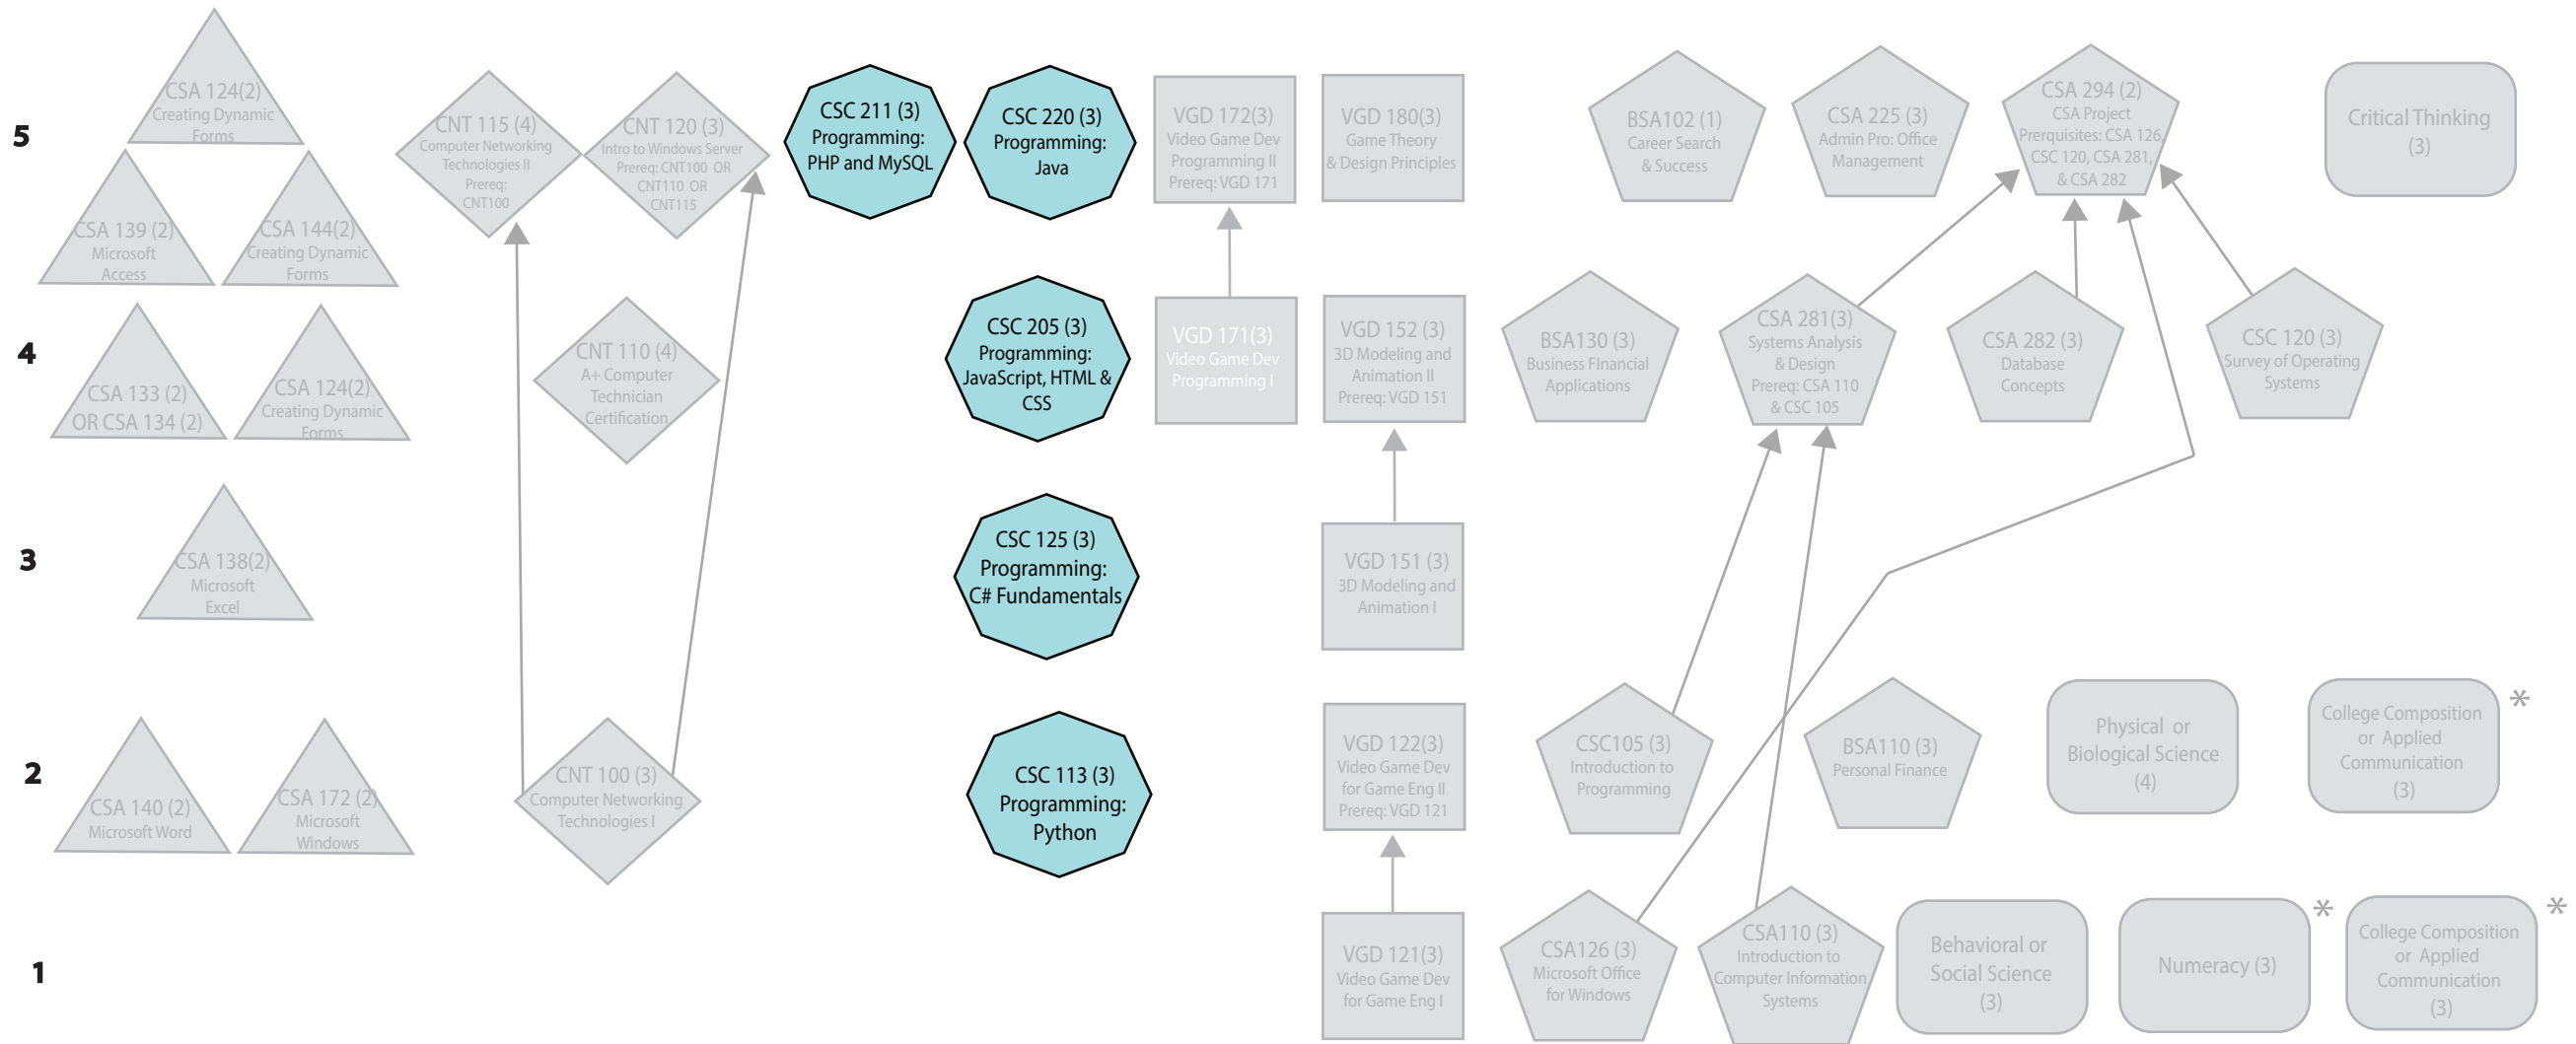 5
CSA 124(2)
Creating Dynamic
Forms
CSA 139 (2)
Microsoft
Access
CSA 144(2)
Creating Dynamic
Forms
CNT 115 (4)
Computer Networking
Technologies II
Prereq:
CNT100
CNT 120 (3)
Intro to Windows Server
Prereq: CNT100 OR
CNT110 OR
CNT115
CSC 211 (3)
Programming:
PHP and MySQL
CSC 220 (3)
Programming:
Java
VGD 172(3)
Video Game Dev
Programming II
Prereq: VGD 171
VGD 180(3)
Game Theory
& Design Principles
BSA102 (1)
Career Search
& Success
CSA 225 (3)
Admin Pro: Office
Management
CSA 294 (2)
CSA Project
Prerquisites: CSA 126,
CSC 120, CSA 281,
& CSA 282
Critical Thinking
(3)
4
CSA 133 (2)
OR CSA 134 (2)
CSA 124(2)
Creating Dynamic
Forms
CNT 110 (4)
A+ Computer
Technician
Certification
CSC 205 (3)
Programming:
JavaScript, HTML &
CSS
VGD 171(3)
Video Game Dev
Programming I
VGD 152 (3)
3D Modeling and
Animation II
Prereq: VGD 151
BSA130 (3)
Business FInancial
Applications
CSA 281(3)
Systems Analysis
& Design
Prereq: CSA 110
& CSC 105
CSA 282 (3)
Database
Concepts
CSC 120 (3)
Survey of Operating
Systems
3
CSA 138(2)
Microsoft
Excel
CSC 125 (3)
Programming:
C# Fundamentals
VGD 151 (3)
3D Modeling and
Animation I
2
CSA 140 (2)
Microsoft Word
CSA 172 (2)
Microsoft
Windows
CNT 100 (3)
Computer Networking
Technologies I
CSC 113 (3)
Programming:
Python
VGD 122(3)
Video Game Dev
for Game Eng II
Prereq: VGD 121
CSC105 (3)
Introduction to
Programming
BSA110 (3)
Personal Finance
Physical or
Biological Science
(4)
College Composition
or Applied
Communication
(3)
*
1
VGD 121(3)
Video Game Dev
for Game Eng I
CSA126 (3)
Microsoft Office
for Windows
CSA110 (3)
Introduction to
Computer Information
Systems
Behavioral or
Social Science
(3)
Numeracy (3)
*
College Composition
or Applied
Communication
(3)
*